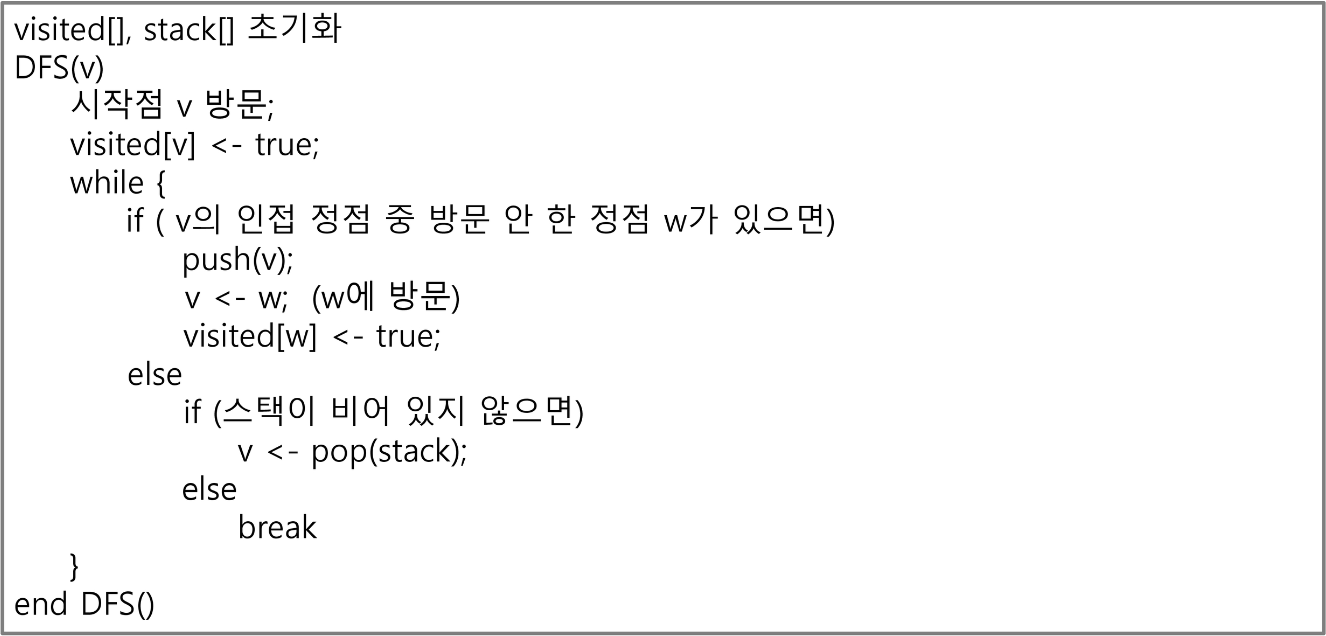 visited[], stack[] 초기화
DFS(v)
시작점 v 방문;
visited[v] <- true;
while {
if ( v의 인접 정점 중 방문 안 한 정점 w가 있으면)
push(v);
v <- w; (w에 방문)
visited[w] <- true;
else
if (스택이 비어 있지 않으면)
v <- pop(stack);
else
break
}
end DFS()